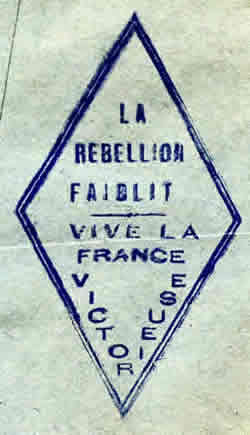 LA
REBELLION
FAIBLIT
VIVE LA
FRANCE
VICTORIEUSE